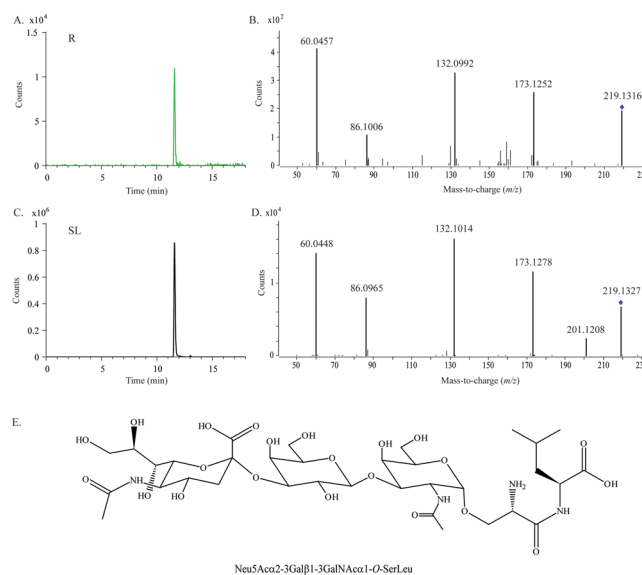 A.
x10⁴
R
1.5
1
5
0
Counts
0 5 10 15
Time (min)
B.
x10²
4
3
2
1
0
Counts
60.0457
86.1006
132.0992
173.1252
219.1316
50 70 90 110 130 150 170 190 210
Mass-to-charge (m/z)
C.
x10⁶
SL
1
0.8
0.6
0.4
0.2
0
Counts
0 5 10 15
Time (min)
D.
x10⁴
1
0
Counts
60.0448
86.0965
132.1014
173.1278
201.1208
219.1327
50 70 90 110 130 150 170 190 210
Mass-to-charge (m/z)
E.
OH
HO
HO
O
OH
OH
OH
O
NH
O
HO
OH
O
O
OH
O
O
O
NH
O
O
NH₂
O
NH
O
OH
Neu5Acα2-3Galβ1-3GalNAcα1-O-SerLeu